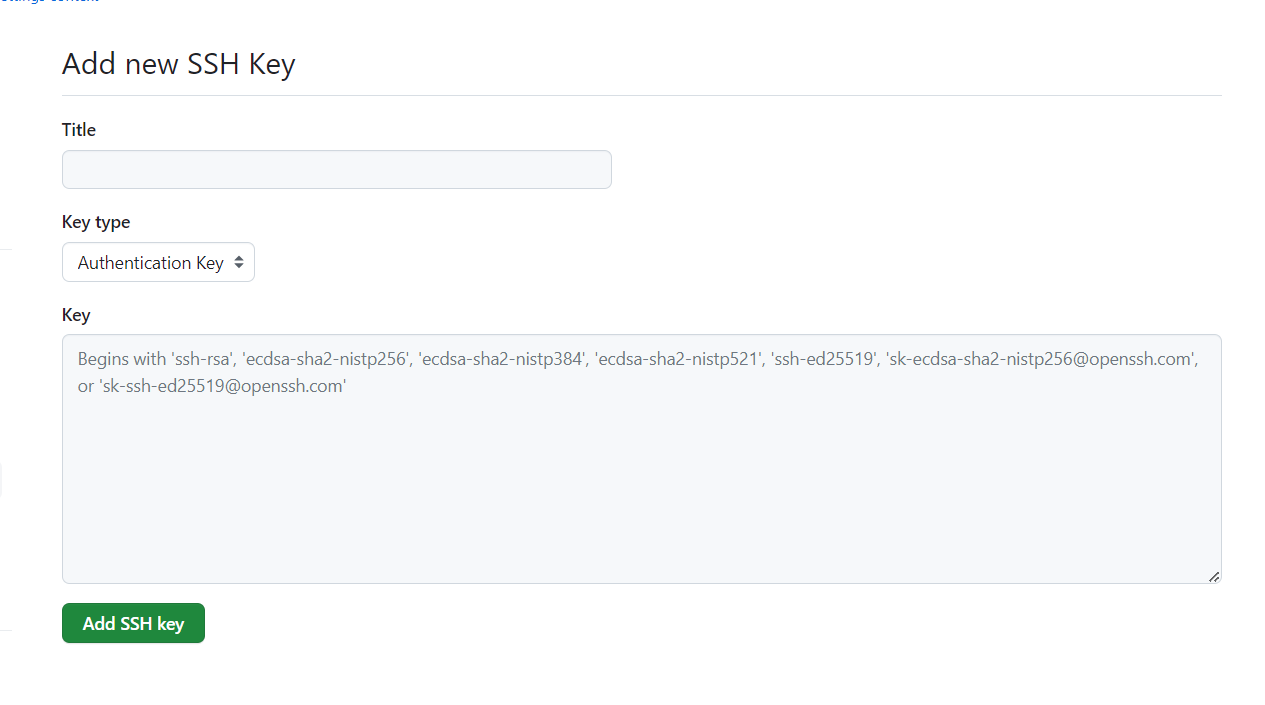 Add new SSH Key
Title
Key type
Authentication Key
Key
Begins with 'ssh-rsa', 'ecdsa-sha2-nistp256', 'ecdsa-sha2-nistp384', 'ecdsa-sha2-nistp521', 'ssh-ed25519', 'sk-ecdsa-sha2-nistp256@openssh.com',
or 'sk-ssh-ed25519@openssh.com'
Add SSH key